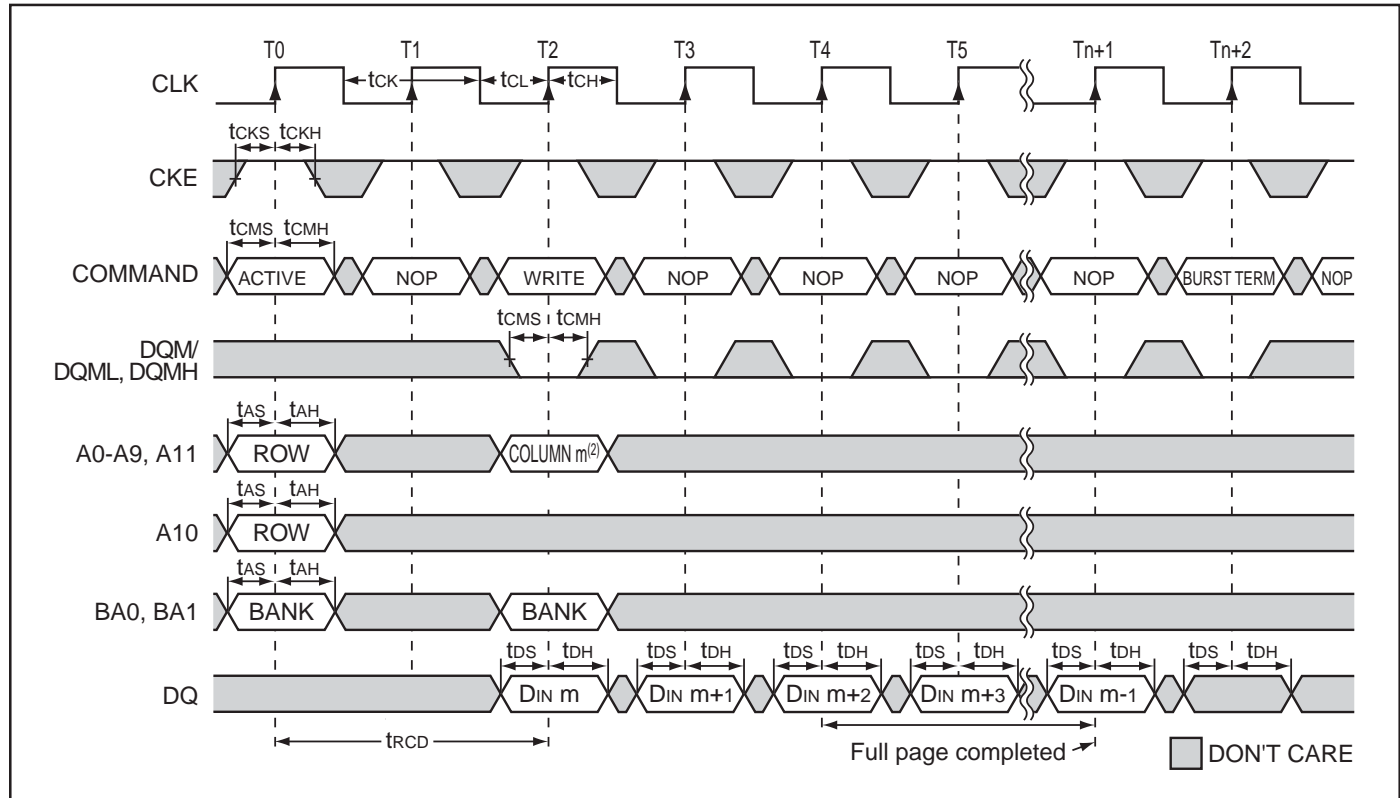 T0 T1 T2 T3 T4 T5 Tn+1 Tn+2
CLK tCK tCL tCH
tCKS tCKH
CKE
tCMS tCMH
COMMAND ACTIVE NOP WRITE NOP NOP NOP NOP BURST TERM NOP
tCMS tCMH
DQM/
DQML, DQMH
tAS tAH
A0-A9, A11 ROW COLUMN m(2)
tAS tAH
A10 ROW
tAS tAH
BA0, BA1 BANK BANK
tDS tDH tDS tDH tDS tDH tDS tDH tDS tDH tDS tDH
DQ DIN m DIN m+1 DIN m+2 DIN m+3 DIN m-1
tRCD
Full page completed
DON'T CARE